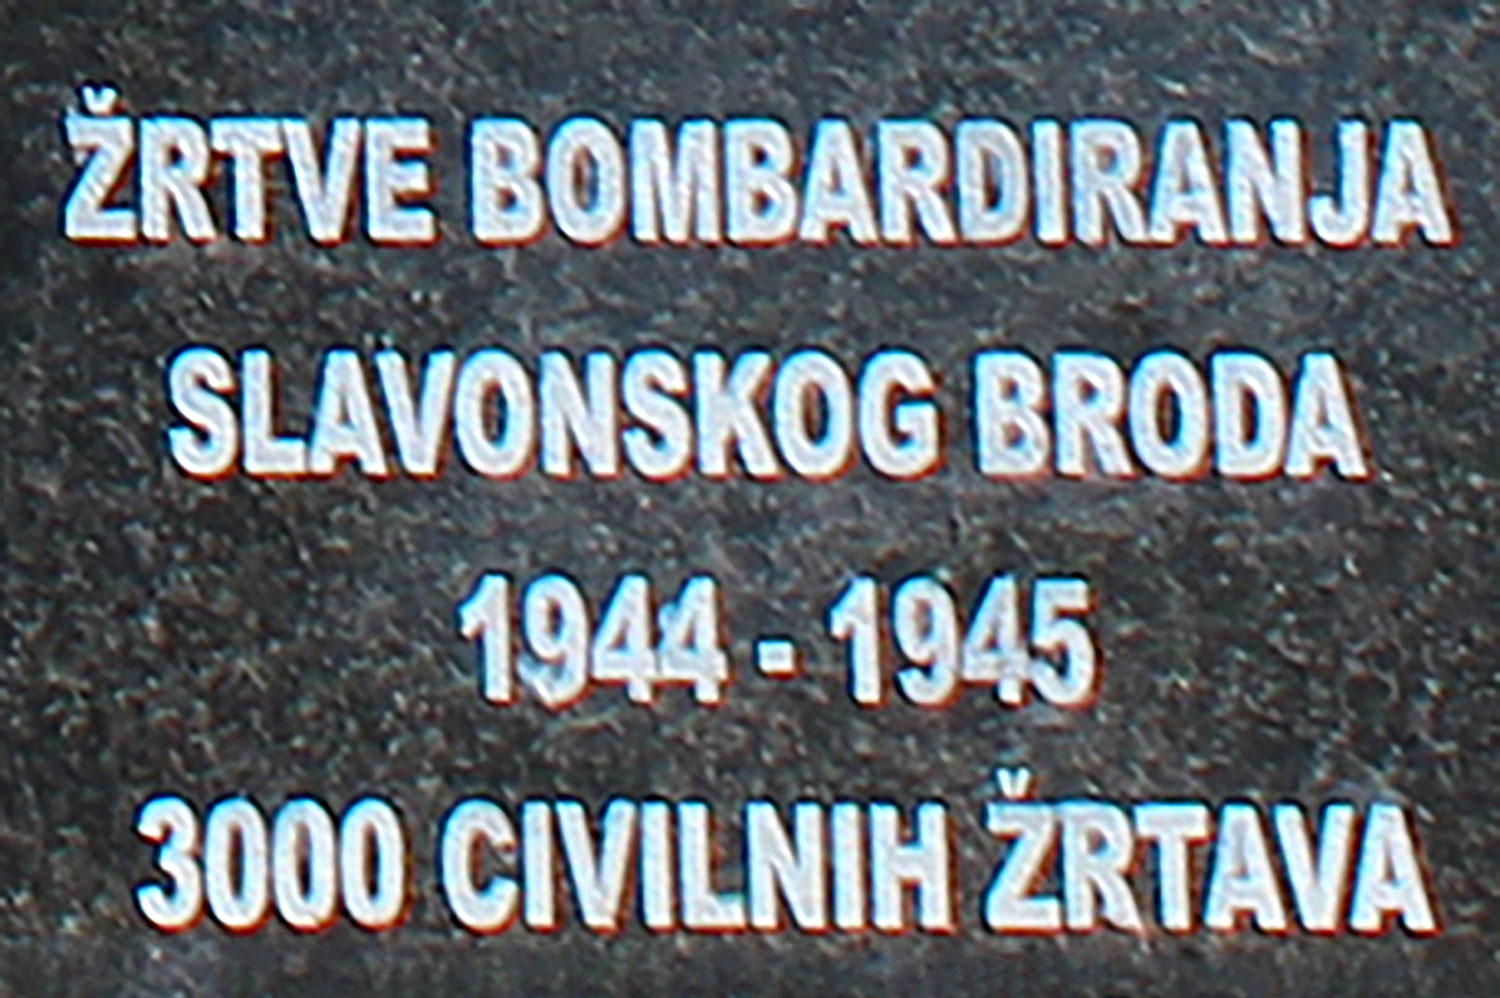 ŽRTVE BOMBARDIRANJA
SLAVONSKOG BRODA
1944 - 1945
3000 CIVILNIH ŽRTAVA